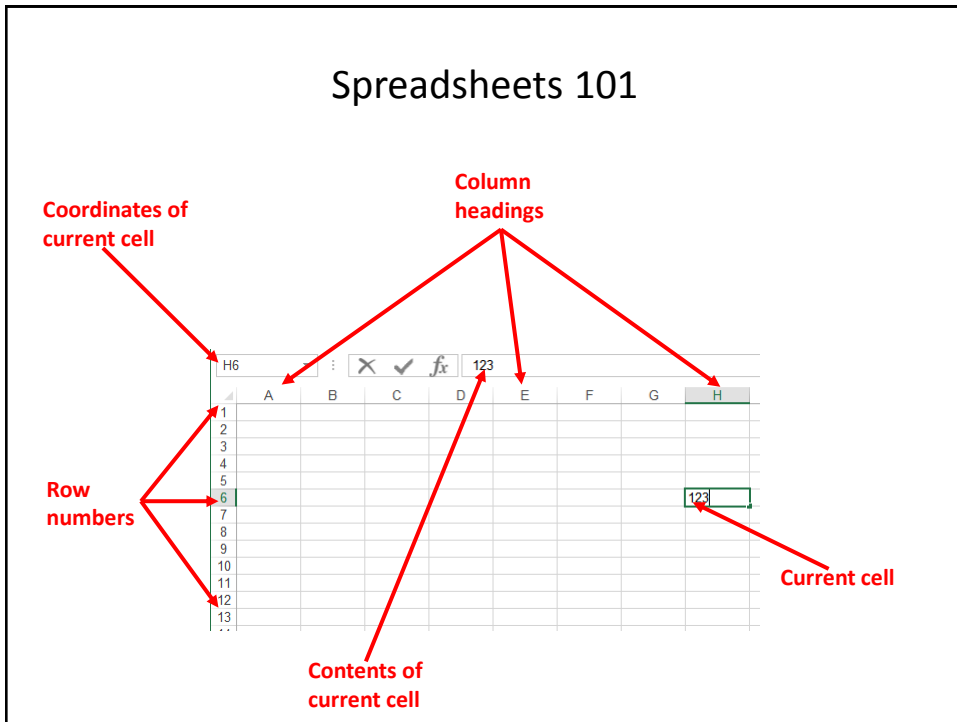 Spreadsheets 101
Column
headings
Coordinates of
current cell
H6 fx 123
A B C D E F G H
1
2
3
4
5
Row
numbers
6 123
7
8
9
10
11
Current cell
12
13
Contents of
current cell